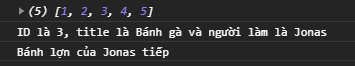 ▸ (5) [1, 2, 3, 4, 5]
ID là 3, title là Bánh gà và người làm là Jonas
Bánh lợn của Jonas tiếp